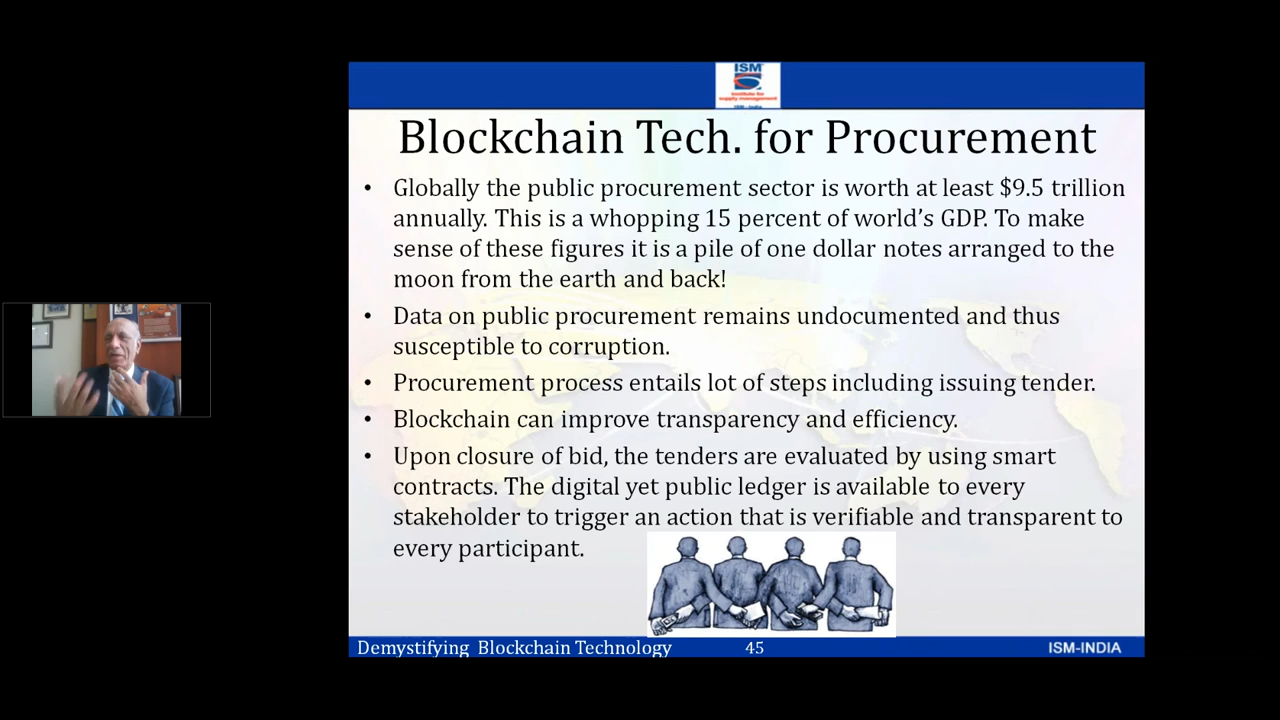 ISM
institute for
supply management
ISM-India
Blockchain Tech. for Procurement
• Globally the public procurement sector is worth at least $9.5 trillion
annually. This is a whopping 15 percent of world’s GDP. To make
sense of these figures it is a pile of one dollar notes arranged to the
moon from the earth and back!
• Data on public procurement remains undocumented and thus
susceptible to corruption.
• Procurement process entails lot of steps including issuing tender.
• Blockchain can improve transparency and efficiency.
• Upon closure of bid, the tenders are evaluated by using smart
contracts. The digital yet public ledger is available to every
stakeholder to trigger an action that is verifiable and transparent to
every participant.
Demystifying Blockchain Technology 45 ISM-INDIA